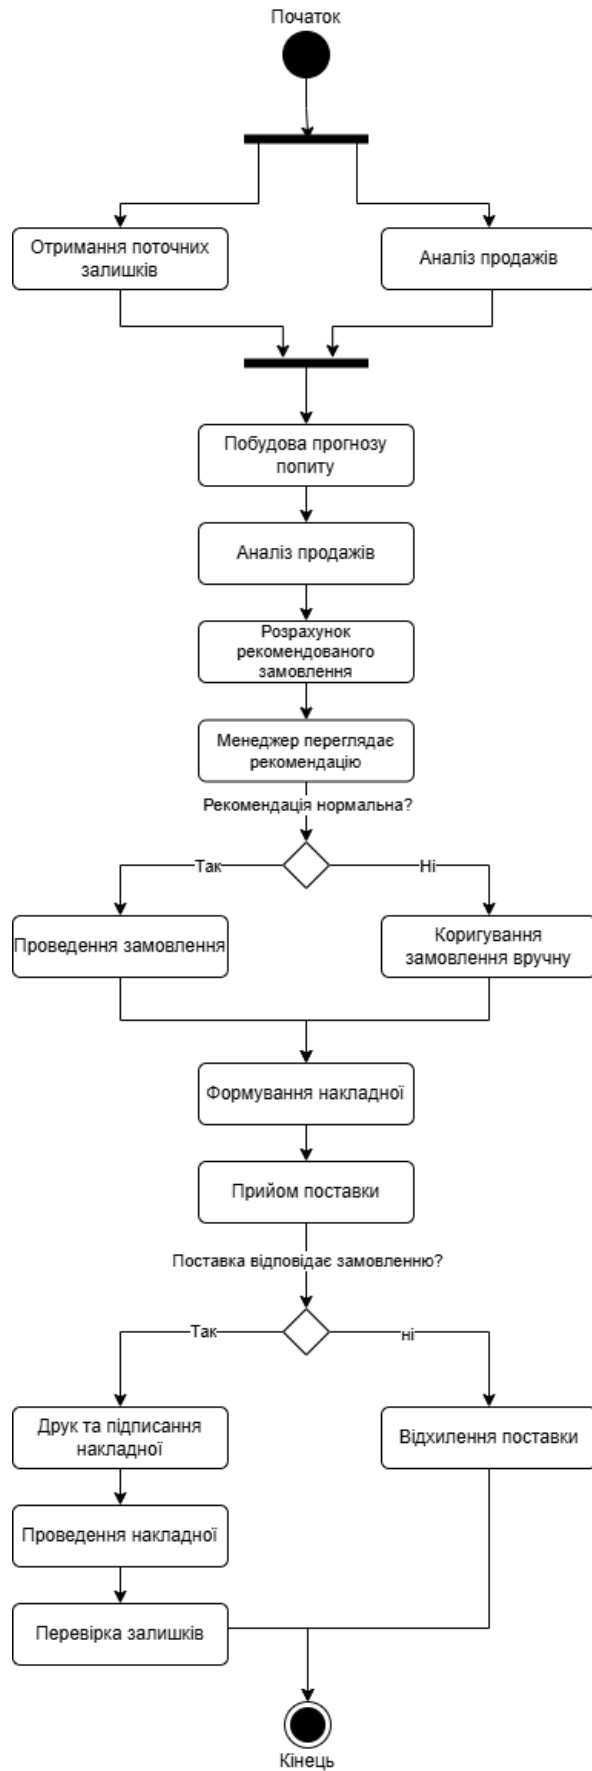 Початок
Отримання поточних
залишків
Аналіз продажів
Побудова прогнозу
попиту
Аналіз продажів
Розрахунок
рекомендованого
замовлення
Менеджер переглядає
рекомендацію
Рекомендація нормальна?
Так
Ні
Проведення замовлення
Коригування
замовлення вручну
Формування накладної
Прийом поставки
Поставка відповідає замовленню?
Так
ні
Друк та підписання
накладної
Відхилення поставки
Проведення накладної
Перевірка залишків
Кінець